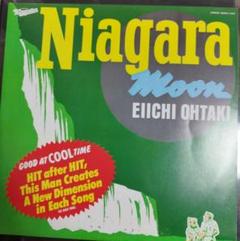 Niagara
Moon
EIICHI OHTAKI
GOOD AT COOL TIME
HIT after HIT,
This Man Creates
A New Dimension
in Each Song